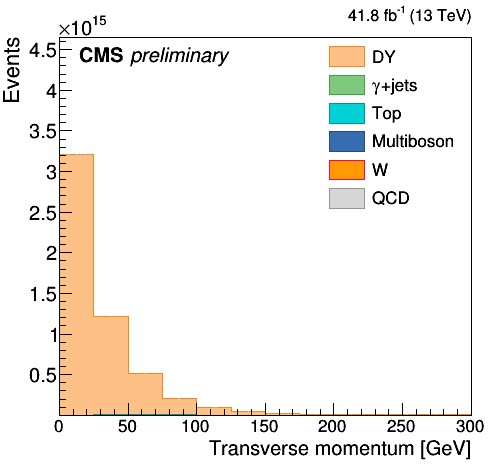 41.8 fb⁻¹ (13 TeV)
×10¹⁵
CMS preliminary
Events
4.5
4
3.5
3
2.5
2
1.5
1
0.5
DY
γ+jets
Top
Multiboson
W
QCD
0 50 100 150 200 250 300
Transverse momentum [GeV]